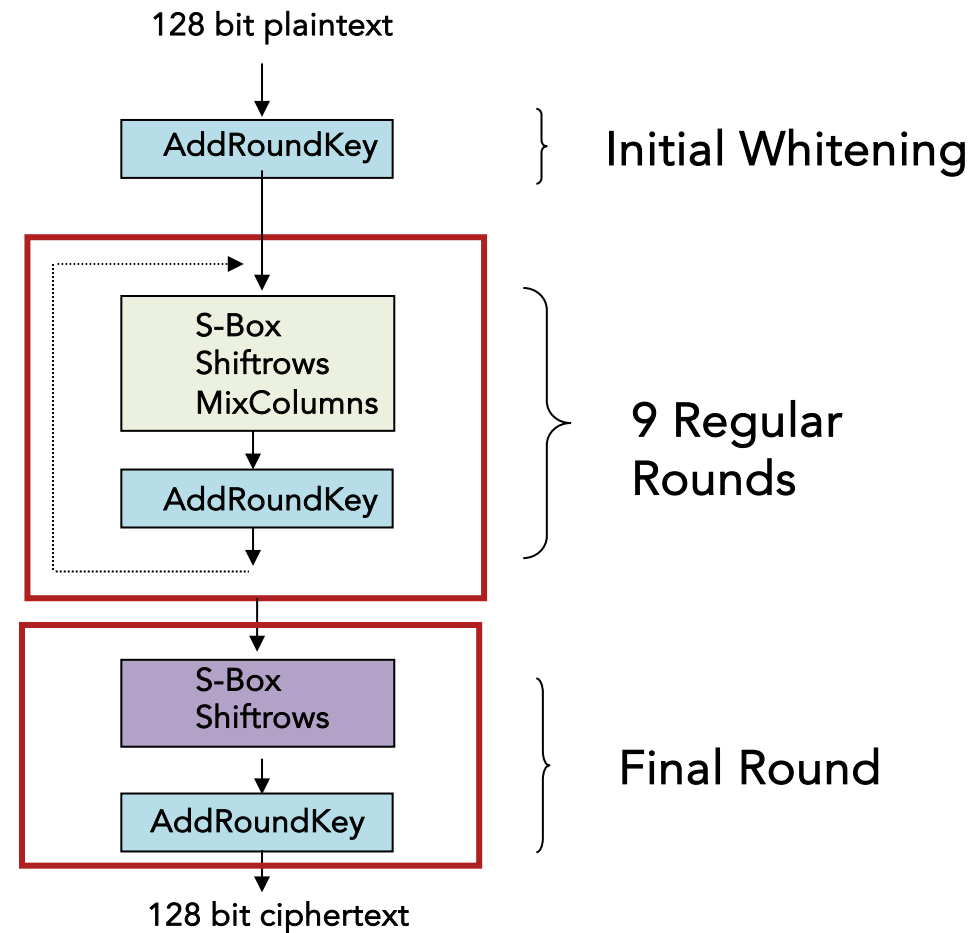 128 bit plaintext
AddRoundKey
Initial Whitening
S-Box
Shiftrows
MixColumns
AddRoundKey
9 Regular
Rounds
S-Box
Shiftrows
AddRoundKey
Final Round
128 bit ciphertext